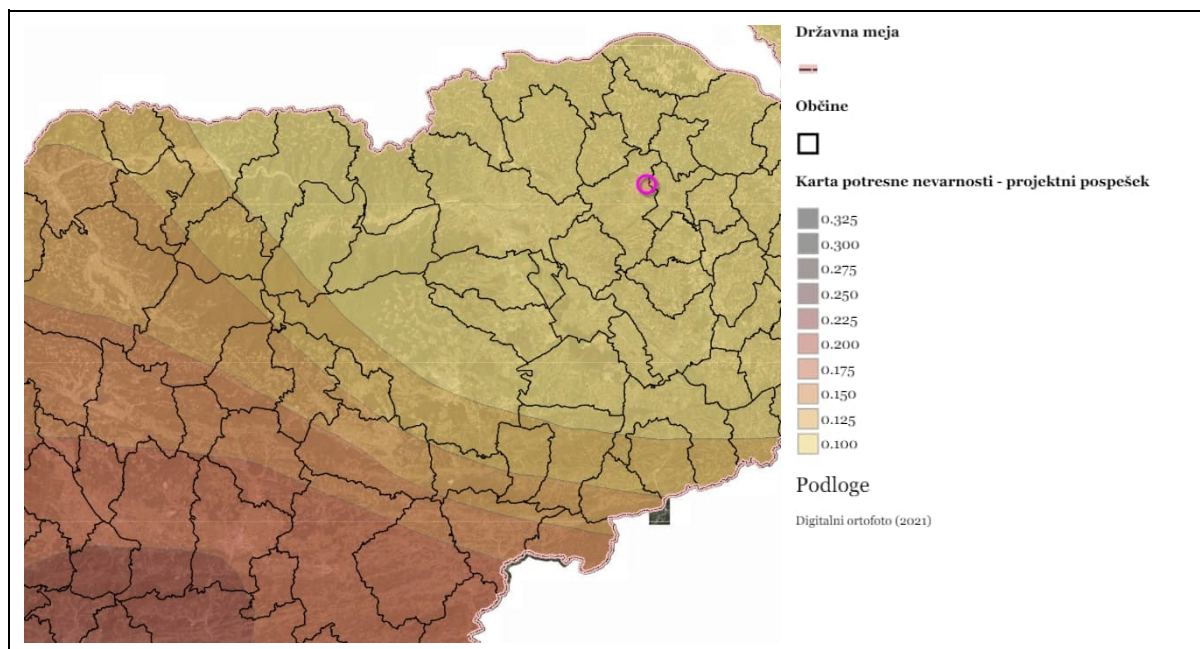 Državna meja
Občine
Karta potresne nevarnosti - projektni pospešek
0.325
0.300
0.275
0.250
0.225
0.200
0.175
0.150
0.125
0.100
Podloge
Digitalni ortofoto (2021)